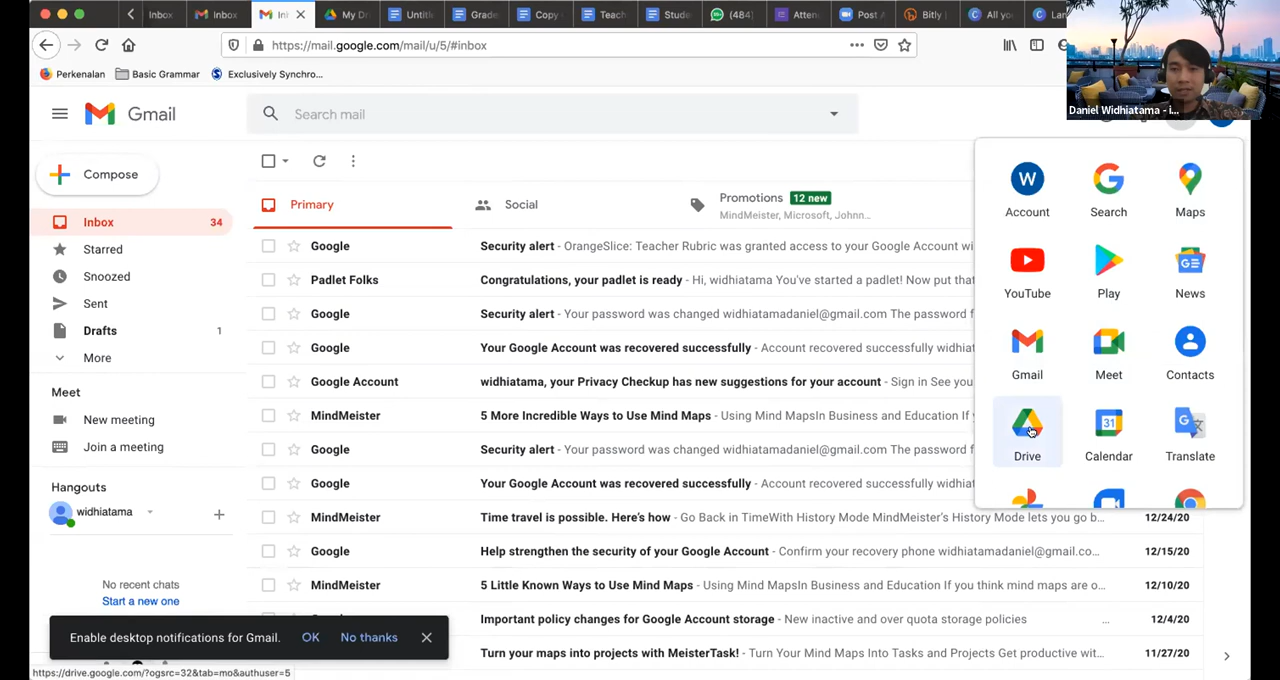 Inbox
Inbox
In
My Dr
Untitl
Grade
Copy
Teach
Stude
(484)
Atten
Post A
Bitly |
All yo
Lan
https://mail.google.com/mail/u/5/#inbox
Perkenalan
Basic Grammar
Exclusively Synchro...
Daniel Widhiatama - i...
Gmail
Search mail
Compose
Inbox 34
Starred
Snoozed
Sent
Drafts 1
More
Meet
New meeting
Join a meeting
Hangouts
widhiatama
No recent chats
Start a new one
Primary
Social
Promotions 12 new
MindMeister, Microsoft, Johnn...
Google Security alert - OrangeSlice: Teacher Rubric was granted access to your Google Account wi
Padlet Folks Congratulations, your padlet is ready - Hi, widhiatama You've started a padlet! Now put that
Google Security alert - Your password was changed widhiatamadaniel@gmail.com The password f
Google Your Google Account was recovered successfully - Account recovered successfully widhiat
Google Account widhiatama, your Privacy Checkup has new suggestions for your account - Sign in See you
MindMeister 5 More Incredible Ways to Use Mind Maps - Using Mind MapsIn Business and Education If y
Google Security alert - Your password was changed widhiatamadaniel@gmail.com The password f
Google Your Google Account was recovered successfully - Account recovered successfully widhiat
MindMeister Time travel is possible. Here's how - Go Back in TimeWith History Mode MindMeister's History Mode lets you go b... 12/24/20
Google Help strengthen the security of your Google Account - Confirm your recovery phone widhiatamadaniel@gmail.co... 12/15/20
MindMeister 5 Little Known Ways to Use Mind Maps - Using Mind MapsIn Business and Education If you think mind maps are o... 12/10/20
Important policy changes for Google Account storage - New inactive and over quota storage policies ... 12/4/20
Turn your maps into projects with MeisterTask! - Turn Your Mind Maps Into Tasks and Projects Get productive wit... 11/27/20
W
Account
Search
Maps
YouTube
Play
GE
News
Gmail
Meet
Contacts
Drive
31
Calendar
G
Translate
Enable desktop notifications for Gmail. OK No thanks
https://drive.google.com/?ogsrc=32&tab=mo&authuser=5